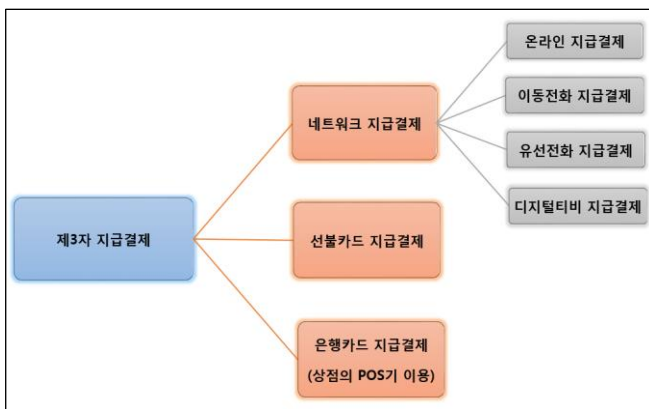 제3자 지급결제
네트워크 지급결제
온라인 지급결제
이동전화 지급결제
유선전화 지급결제
디지털티비 지급결제
선불카드 지급결제
은행카드 지급결제
(상점의 POS기 이용)